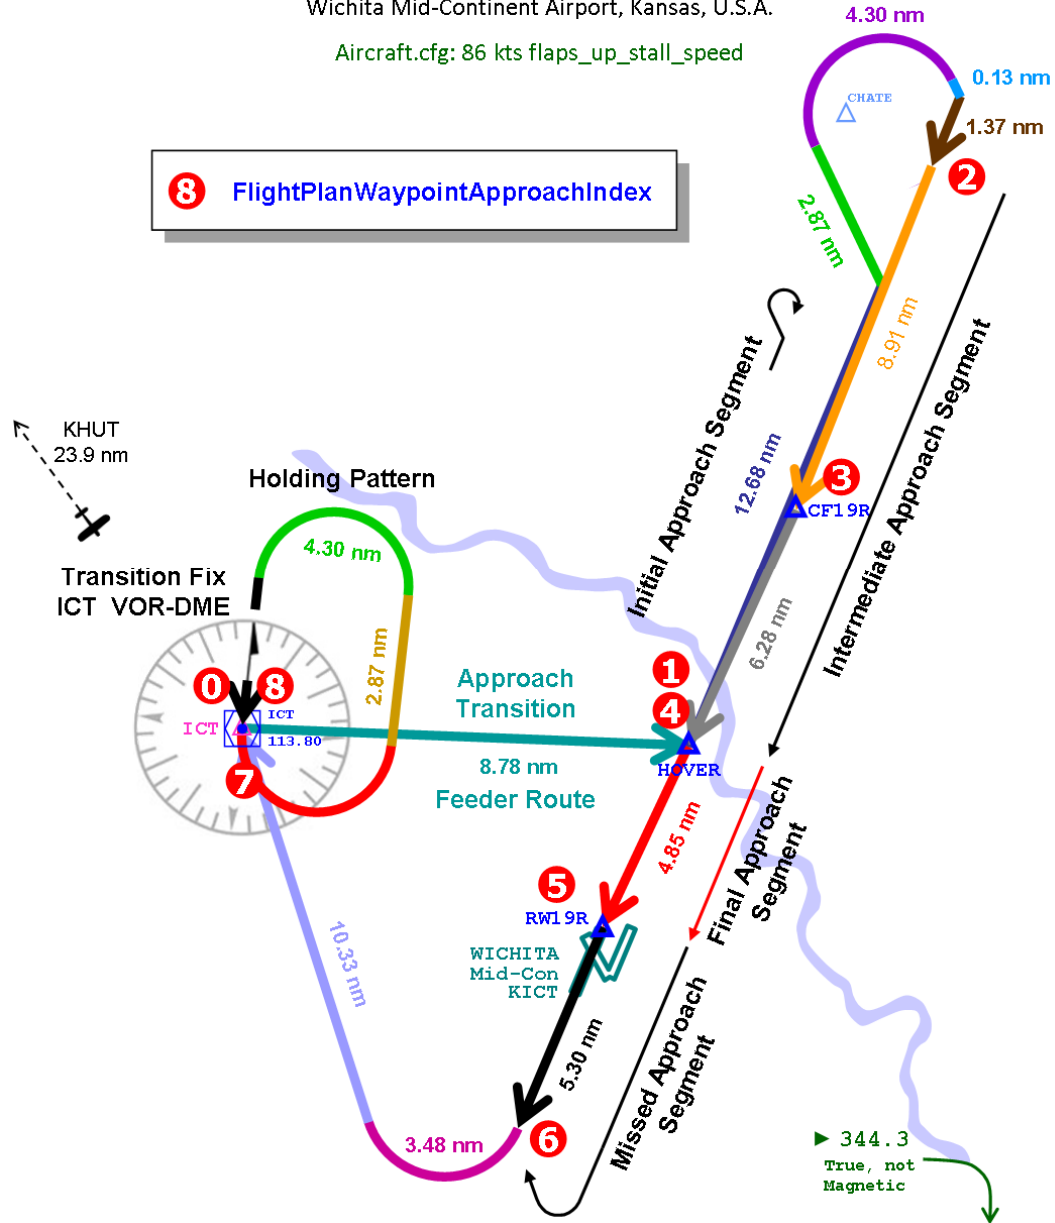 Wichita Mid-Continent Airport, Kansas, U.S.A.
Aircraft.cfg: 86 kts flaps_up_stall_speed
4.30 nm
0.13 nm
CHATE
1.37 nm
2
8 FlightPlanWaypointApproachIndex
2.87 nm
8.91 nm
Initial Approach Segment
Intermediate Approach Segment
KHUT
23.9 nm
Holding Pattern
12.68 nm
3
CF19R
4.30 nm
Transition Fix
ICT VOR-DME
6.28 nm
2.87 nm
0
8
1
4
Approach
Transition
ICT
ICT
113.80
8.78 nm
HOVER
7
Feeder Route
4.85 nm
Final Approach
Segment
5
RW19R
WICHITA
Mid-Con
KICT
10.33 nm
5.30 nm
Missed Approach
Segment
6
3.48 nm
► 344.3
True, not
Magnetic